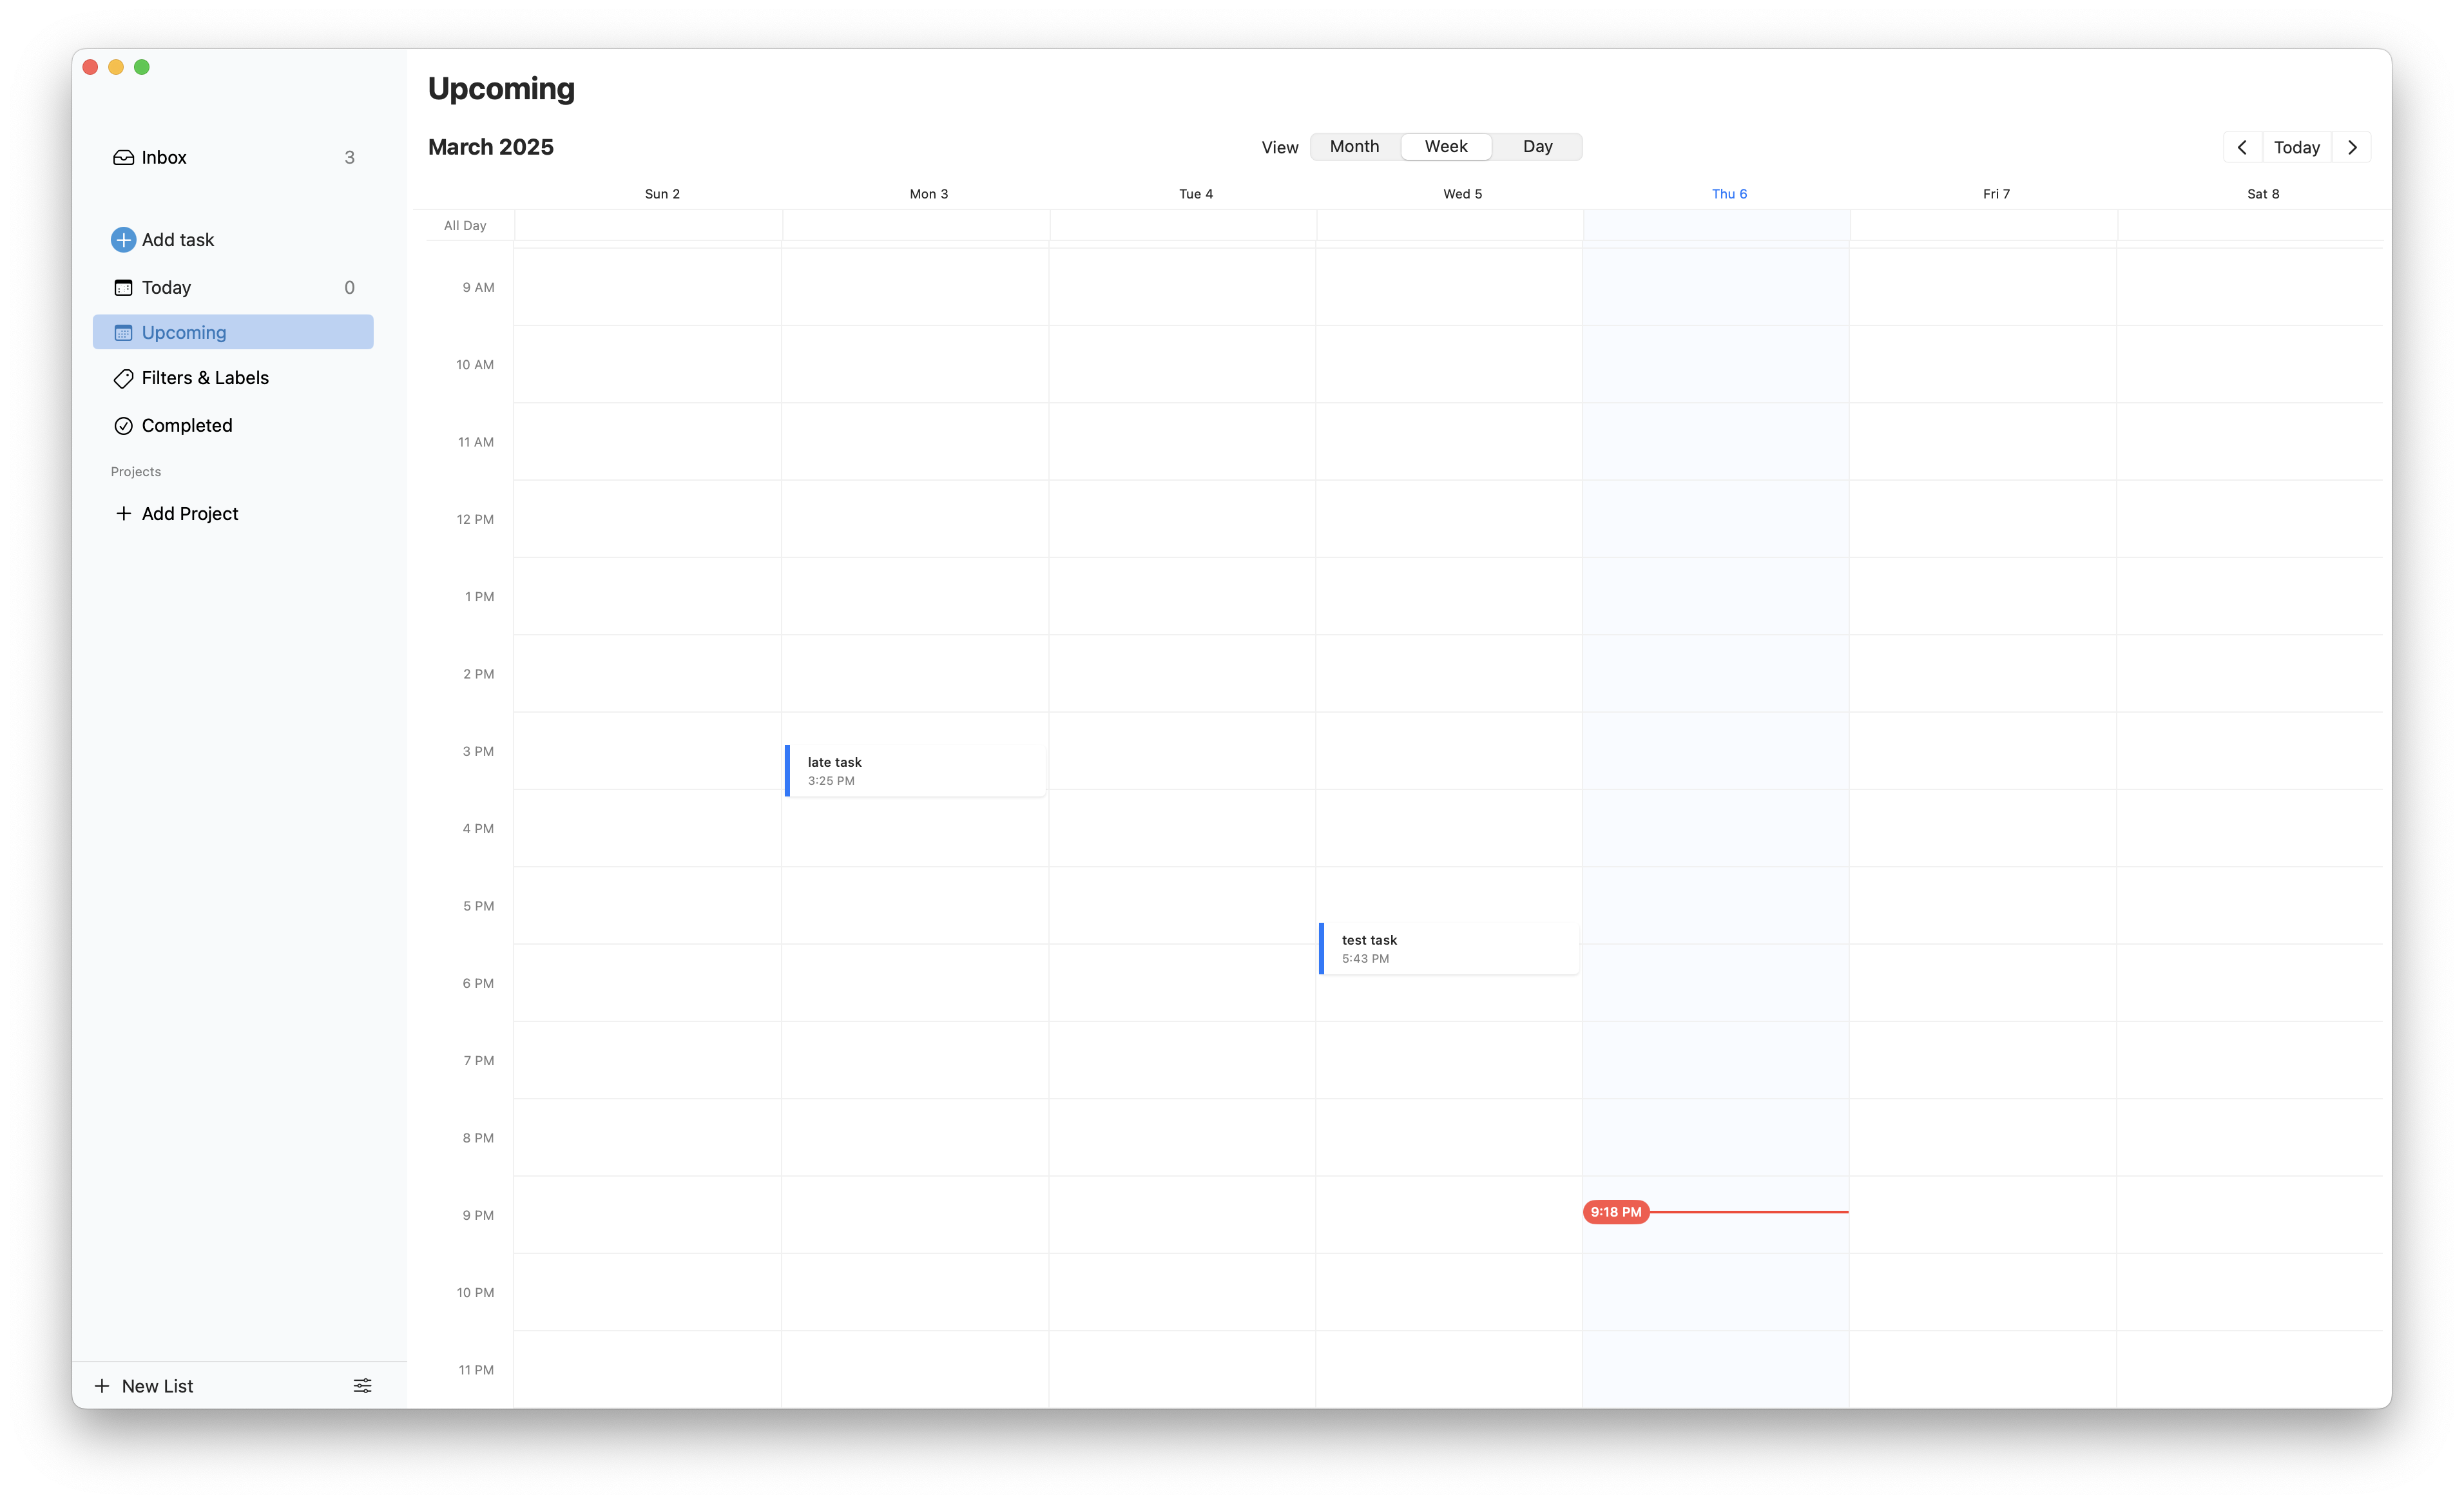 Inbox 3
Add task
Today 0
Upcoming
Filters & Labels
Completed
Projects
Add Project
New List
Upcoming
March 2025
View Month Week Day
Today
Sun 2 Mon 3 Tue 4 Wed 5 Thu 6 Fri 7 Sat 8
All Day
9 AM
10 AM
11 AM
12 PM
1 PM
2 PM
3 PM
late task
3:25 PM
4 PM
5 PM
test task
5:43 PM
6 PM
7 PM
8 PM
9 PM
9:18 PM
10 PM
11 PM